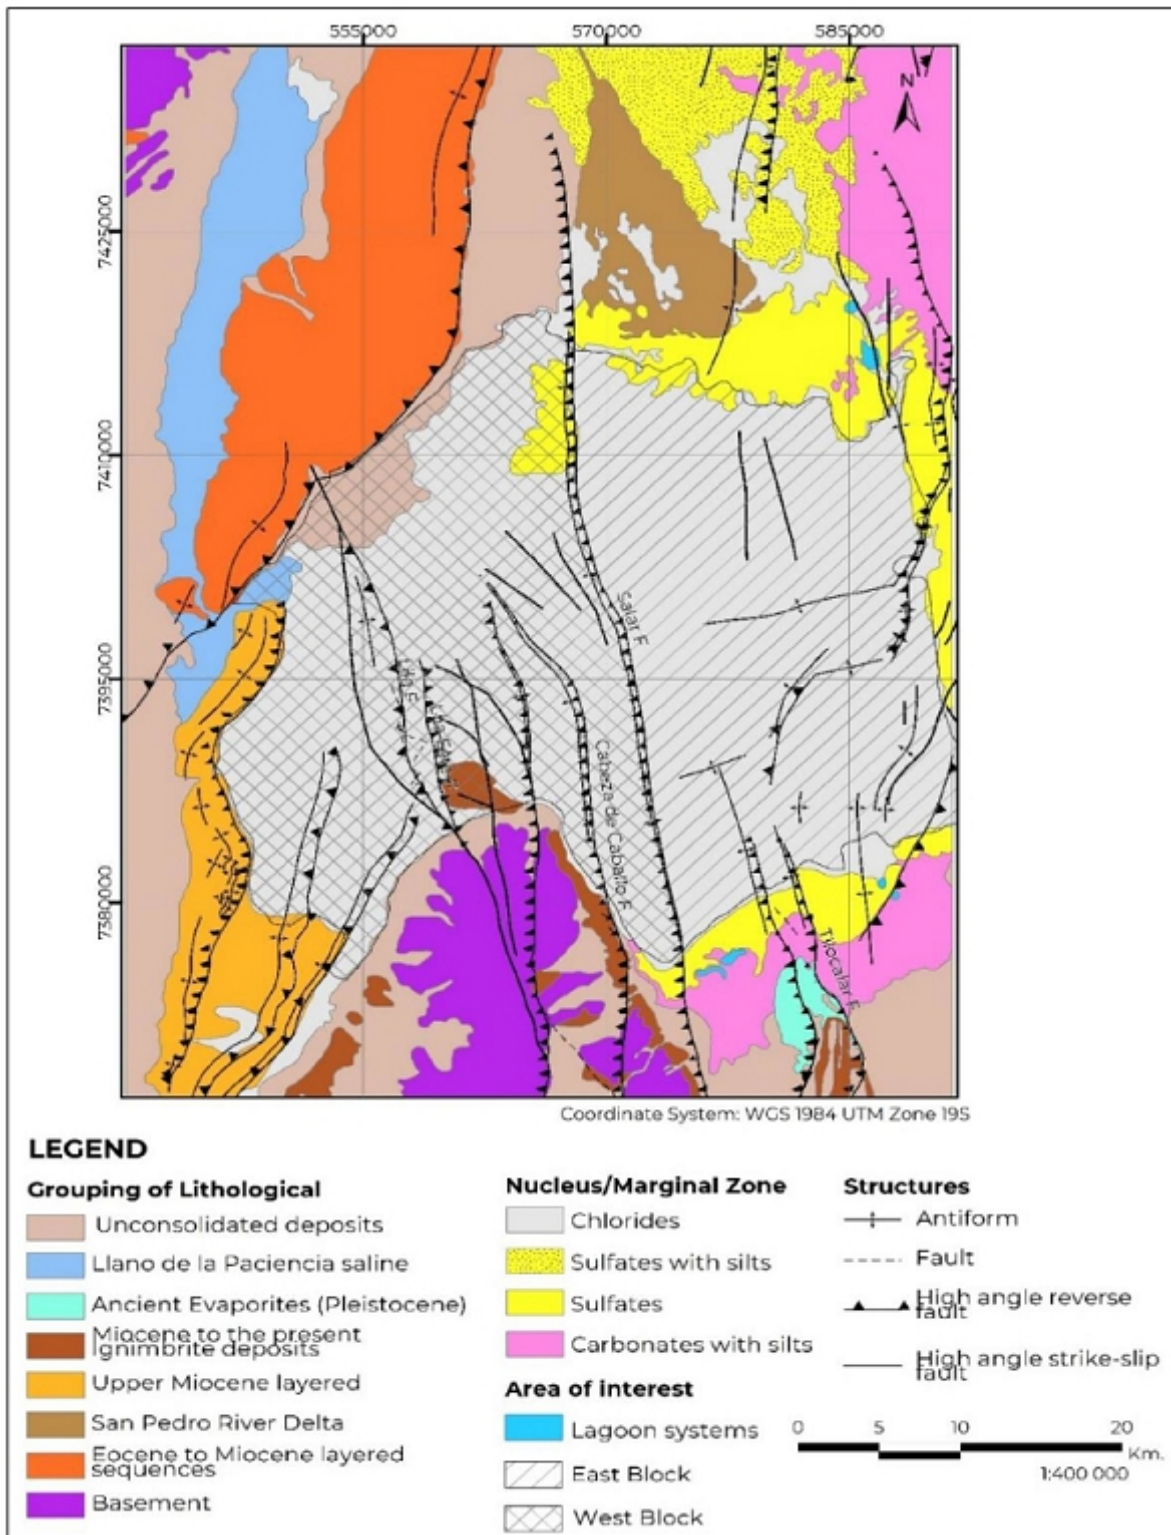 555000 570000 585000
N
7425000
7410000
7395000
7380000
Salar F
Lila F
Cabeza de Caballo F
Tilocalar F
Coordinate System: WGS 1984 UTM Zone 19S
LEGEND
Grouping of Lithological
Unconsolidated deposits
Llano de la Paciencia saline
Ancient Evaporites (Pleistocene)
Miocene to the present
Ignimbrite deposits
Upper Miocene layered
San Pedro River Delta
Eocene to Miocene layered
sequences
Basement
Nucleus/Marginal Zone
Chlorides
Sulfates with silts
Sulfates
Carbonates with silts
Area of interest
Lagoon systems
East Block
West Block
Structures
Antiform
Fault
High angle reverse
fault
High angle strike-slip
fault
0 5 10 20
Km.
1:400 000